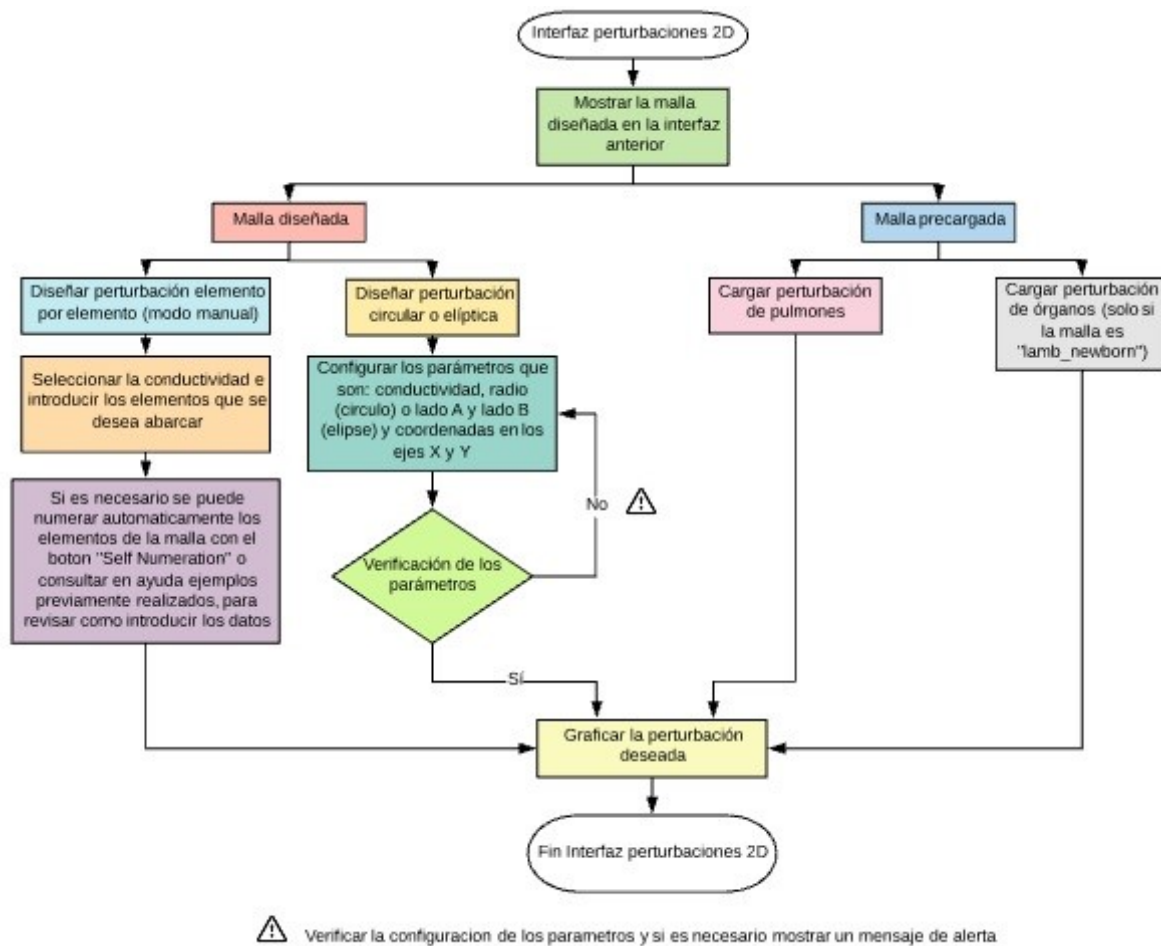 Interfaz perturbaciones 2D
Mostrar la malla
diseñada en la interfaz
anterior
Malla diseñada
Malla precargada
Diseñar perturbación elemento
por elemento (modo manual)
Diseñar perturbación
circular o elíptica
Cargar perturbación
de pulmones
Cargar perturbación
de órganos (solo si
la malla es
"lamb_newborn")
Seleccionar la conductividad e
introducir los elementos que se
desea abarcar
Configurar los parámetros que
son: conductividad, radio
(circulo) o lado A y lado B
(elipse) y coordenadas en los
ejes X y Y
Si es necesario se puede
numerar automaticamente los
elementos de la malla con el
boton "Self Numeration" o
consultar en ayuda ejemplos
previamente realizados, para
revisar como introducir los datos
No
Verificación de los
parámetros
Sí
Graficar la perturbación
deseada
Fin Interfaz perturbaciones 2D
Verificar la configuracion de los parametros y si es necesario mostrar un mensaje de alerta